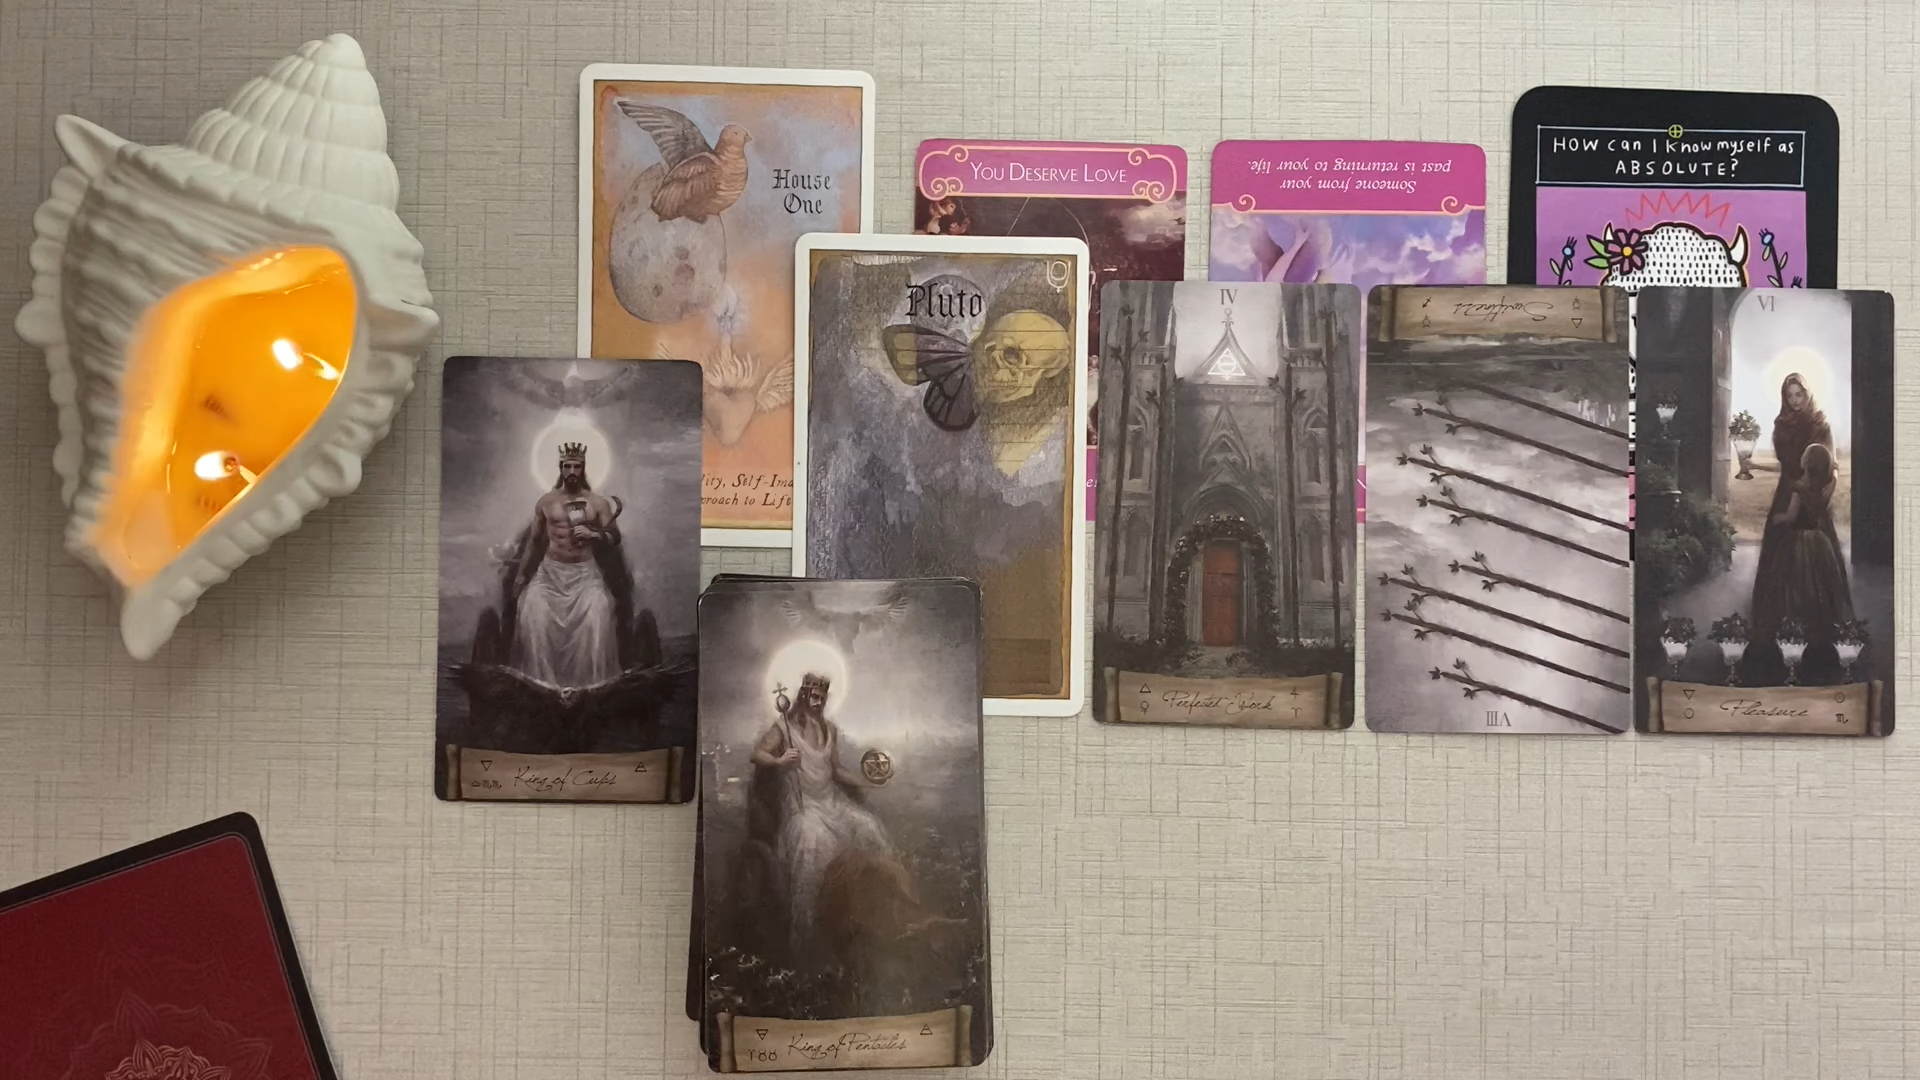 House
One
YOU DESERVE LOVE
Someone from your
past is returning to your life.
HOW can I know myself as
ABSOLUTE?
Pluto
IV
Swiftness
VI
King of Cups
Perfected Work
VIII
Pleasure
King of Pentacles